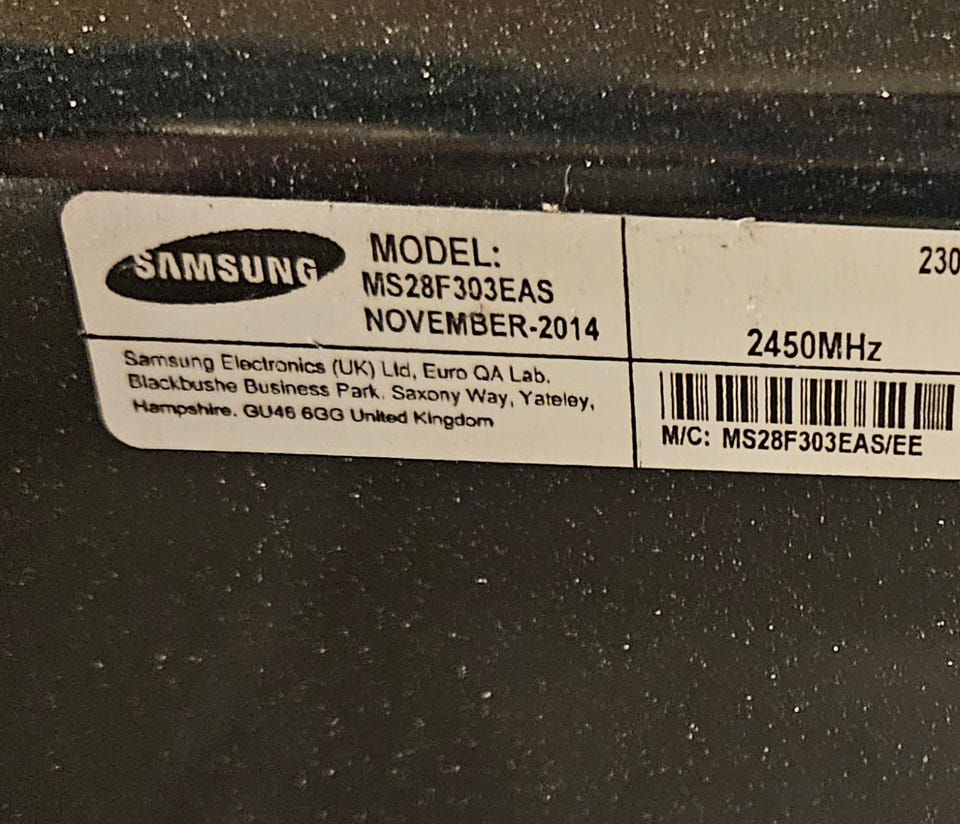 SAMSUNG
MODEL:
MS28F303EAS
NOVEMBER-2014
Samsung Electronics (UK) Ltd, Euro QA Lab.
Blackbushe Business Park. Saxony Way, Yateley,
Hampshire. GU46 6GG United Kingdom
230
2450MHz
M/C: MS28F303EAS/EE